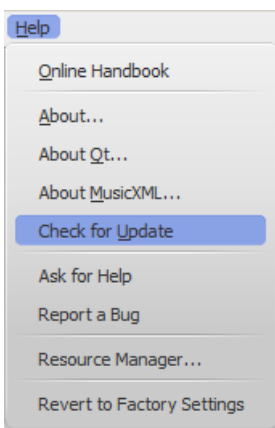 Help
Online Handbook
About...
About Qt...
About MusicXML...
Check for Update
Ask for Help
Report a Bug
Resource Manager...
Revert to Factory Settings